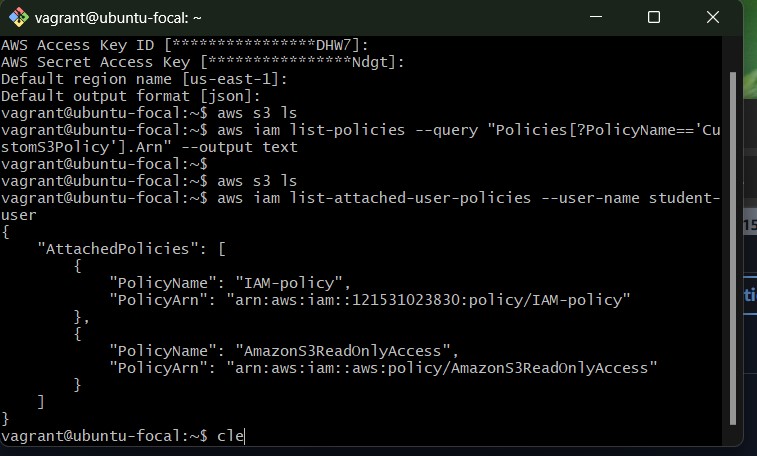 vagrant@ubuntu-focal: ~
AWS Access Key ID [****************DHW7]:
AWS Secret Access Key [****************Ndgt]:
Default region name [us-east-1]:
Default output format [json]:
vagrant@ubuntu-focal:~$ aws s3 ls
vagrant@ubuntu-focal:~$ aws iam list-policies --query "Policies[?PolicyName=='Cu
stomS3Policy'].Arn" --output text
vagrant@ubuntu-focal:~$
vagrant@ubuntu-focal:~$ aws s3 ls
vagrant@ubuntu-focal:~$ aws iam list-attached-user-policies --user-name student-
user
{
    "AttachedPolicies": [
        {
            "PolicyName": "IAM-policy",
            "PolicyArn": "arn:aws:iam::121531023830:policy/IAM-policy"
        },
        {
            "PolicyName": "AmazonS3ReadOnlyAccess",
            "PolicyArn": "arn:aws:iam::aws:policy/AmazonS3ReadOnlyAccess"
        }
    ]
}
vagrant@ubuntu-focal:~$ cle